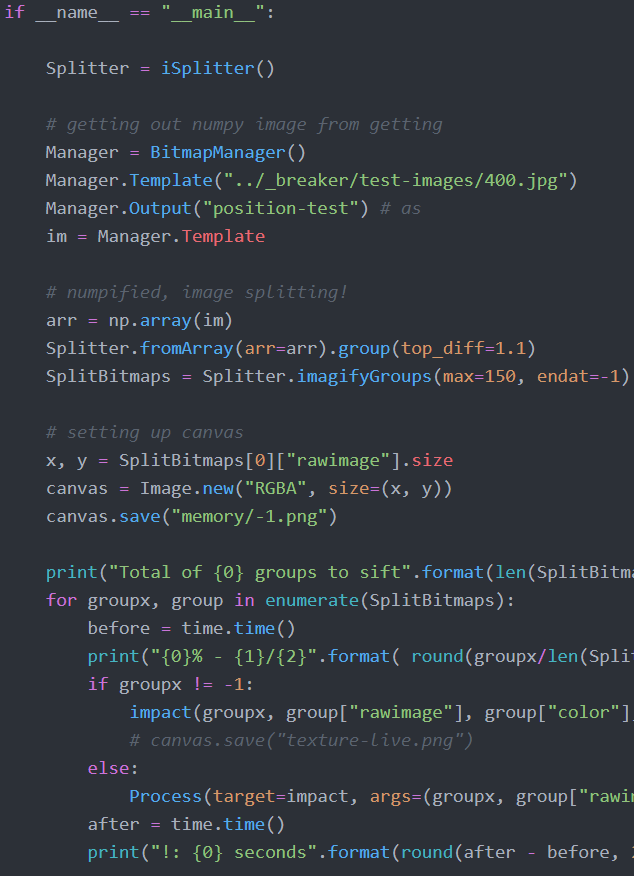 if __name__ == "__main__":
Splitter = iSplitter()
# getting out numpy image from getting
Manager = BitmapManager()
Manager.Template("../_breaker/test-images/400.jpg")
Manager.Output("position-test") # as
im = Manager.Template
# numpified, image splitting!
arr = np.array(im)
Splitter.fromArray(arr=arr).group(top_diff=1.1)
SplitBitmaps = Splitter.imagifyGroups(max=150, endat=-1)
# setting up canvas
x, y = SplitBitmaps[0]["rawimage"].size
canvas = Image.new("RGBA", size=(x, y))
canvas.save("memory/-1.png")
print("Total of {0} groups to sift".format(len(SplitBitm
for groupx, group in enumerate(SplitBitmaps):
before = time.time()
print("{0}% - {1}/{2}".format( round(groupx/len(Spli
if groupx != -1:
impact(groupx, group["rawimage"], group["color"],
# canvas.save("texture-live.png")
else:
Process(target=impact, args=(groupx, group["rawi
after = time.time()
print("!: {0} seconds".format(round(after - before,